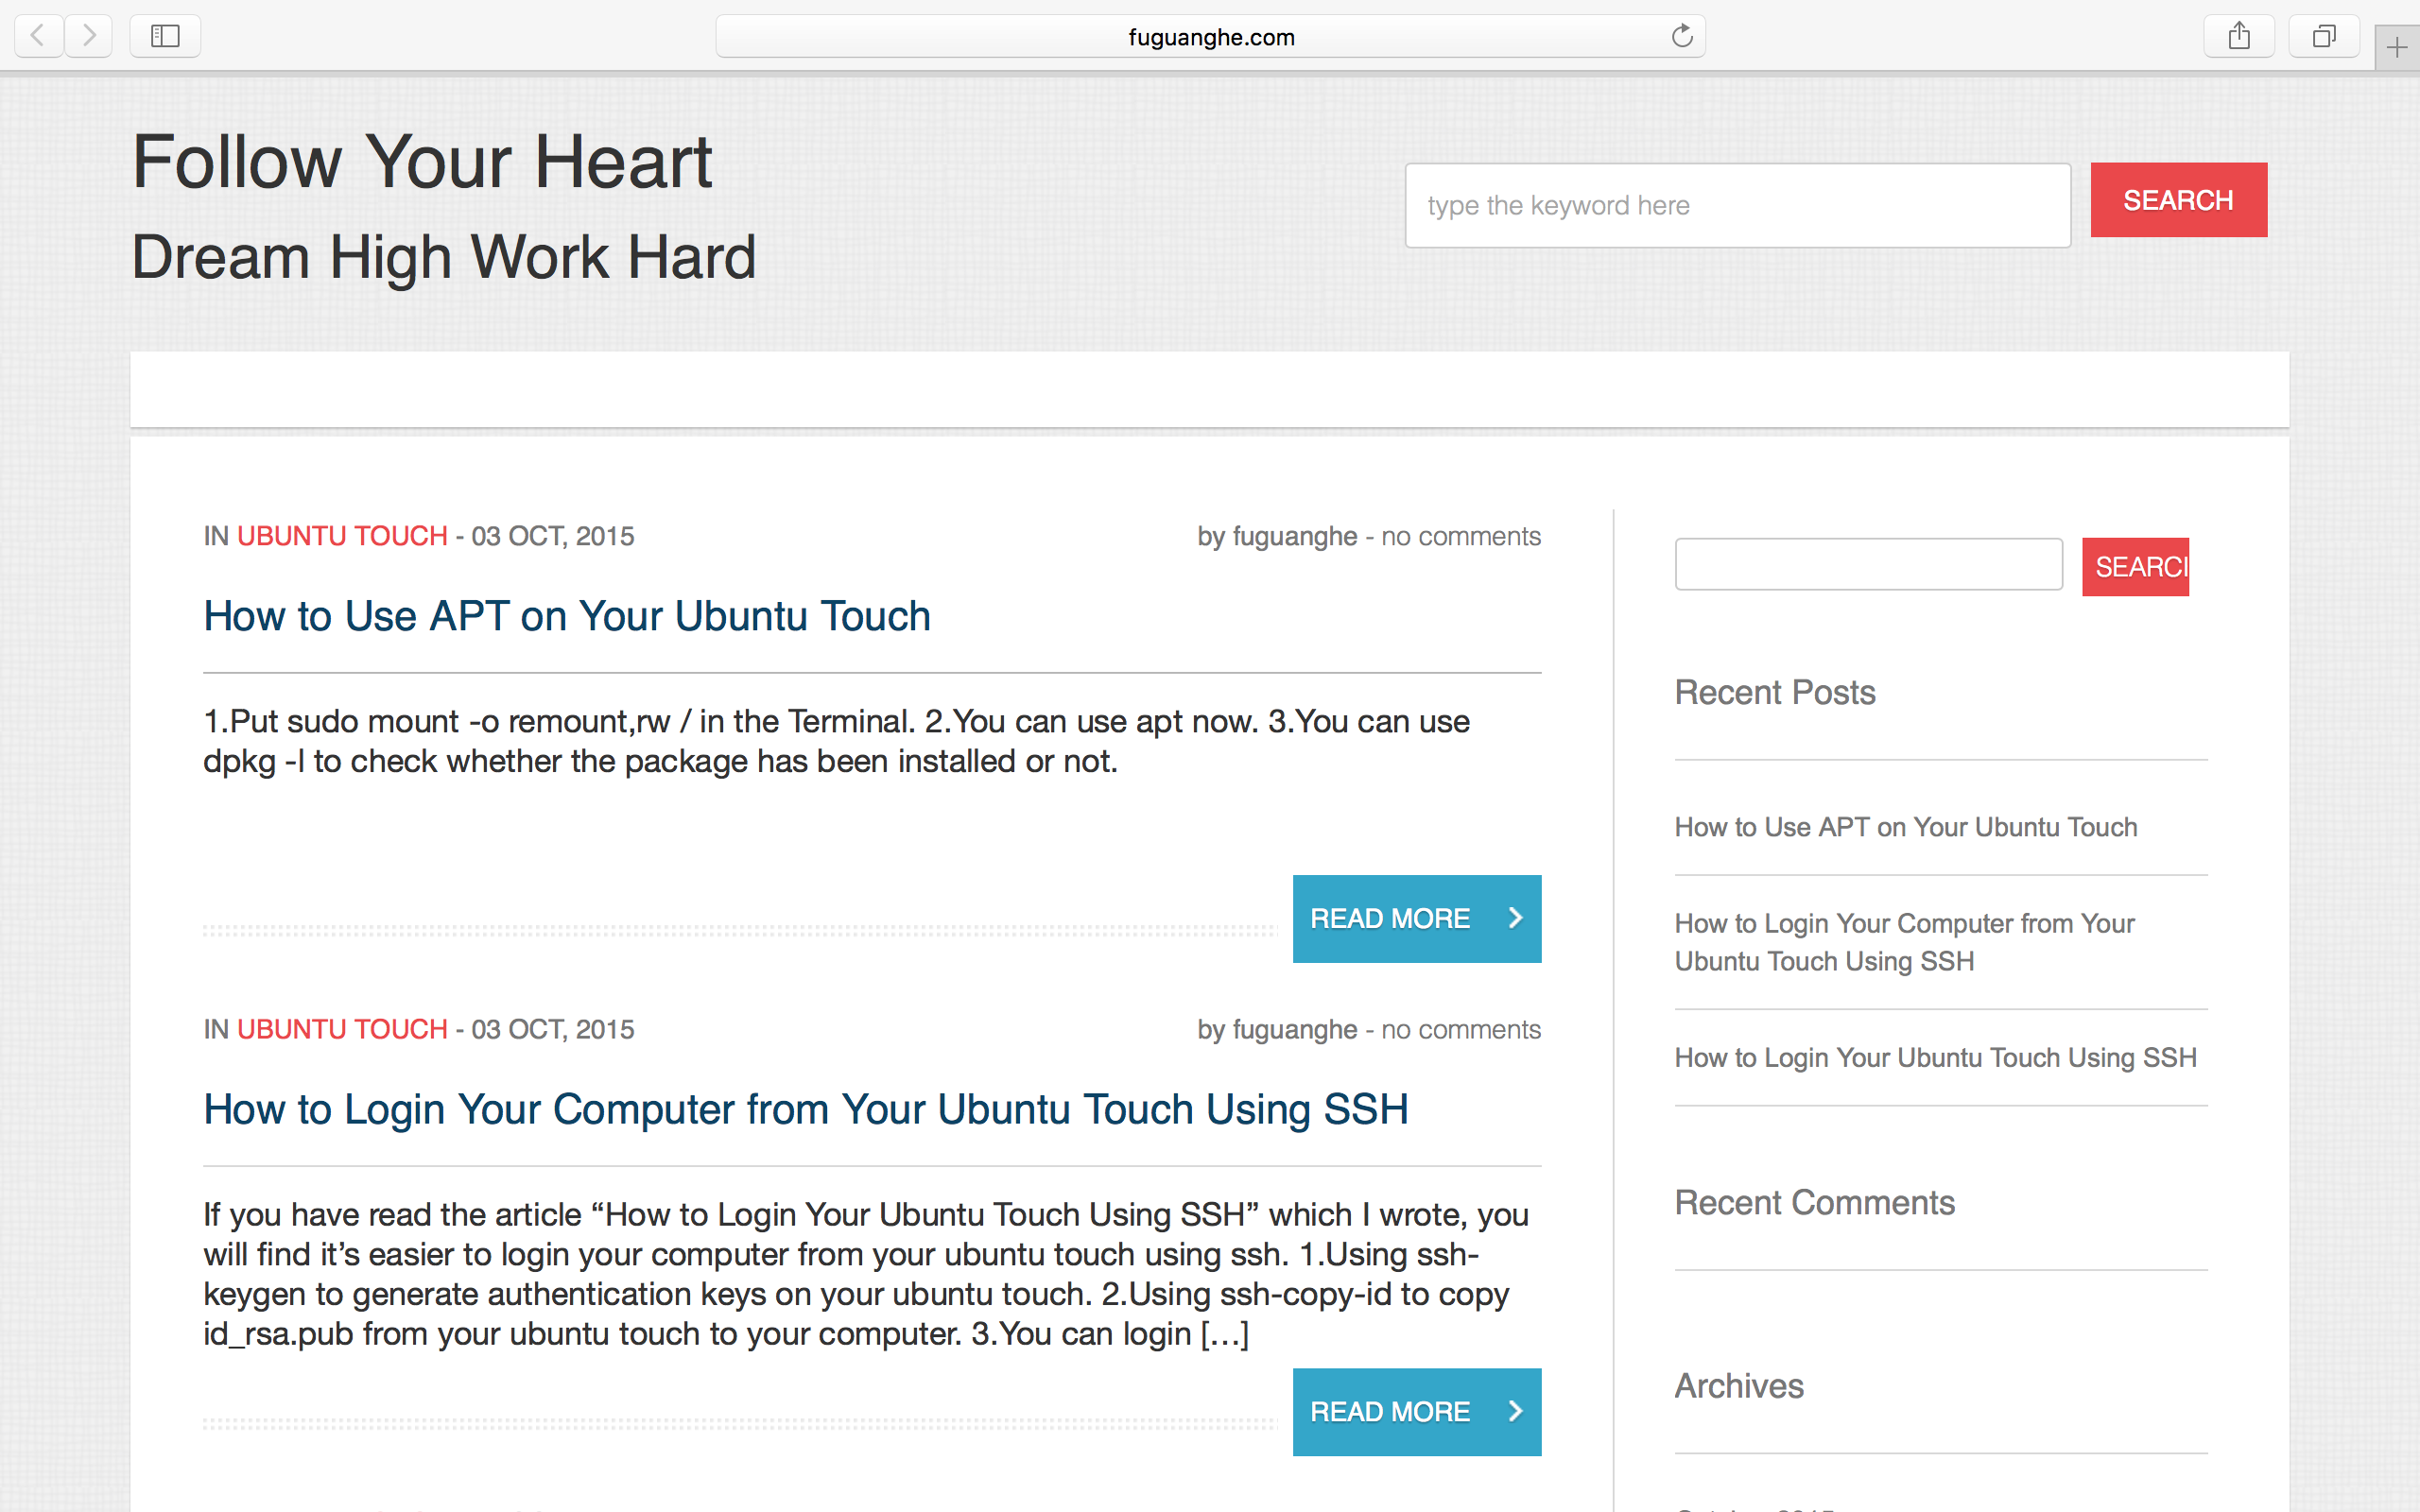 fuguanghe.com
Follow Your Heart
Dream High Work Hard
type the keyword here
SEARCH
IN UBUNTU TOUCH - 03 OCT, 2015
by fuguanghe - no comments
How to Use APT on Your Ubuntu Touch
1.Put sudo mount -o remount,rw / in the Terminal. 2.You can use apt now. 3.You can use
dpkg -l to check whether the package has been installed or not.
READ MORE
IN UBUNTU TOUCH - 03 OCT, 2015
by fuguanghe - no comments
How to Login Your Computer from Your Ubuntu Touch Using SSH
If you have read the article “How to Login Your Ubuntu Touch Using SSH” which I wrote, you
will find it’s easier to login your computer from your ubuntu touch using ssh. 1.Using ssh-
keygen to generate authentication keys on your ubuntu touch. 2.Using ssh-copy-id to copy
id_rsa.pub from your ubuntu touch to your computer. 3.You can login […]
READ MORE
SEARC
Recent Posts
How to Use APT on Your Ubuntu Touch
How to Login Your Computer from Your
Ubuntu Touch Using SSH
How to Login Your Ubuntu Touch Using SSH
Recent Comments
Archives